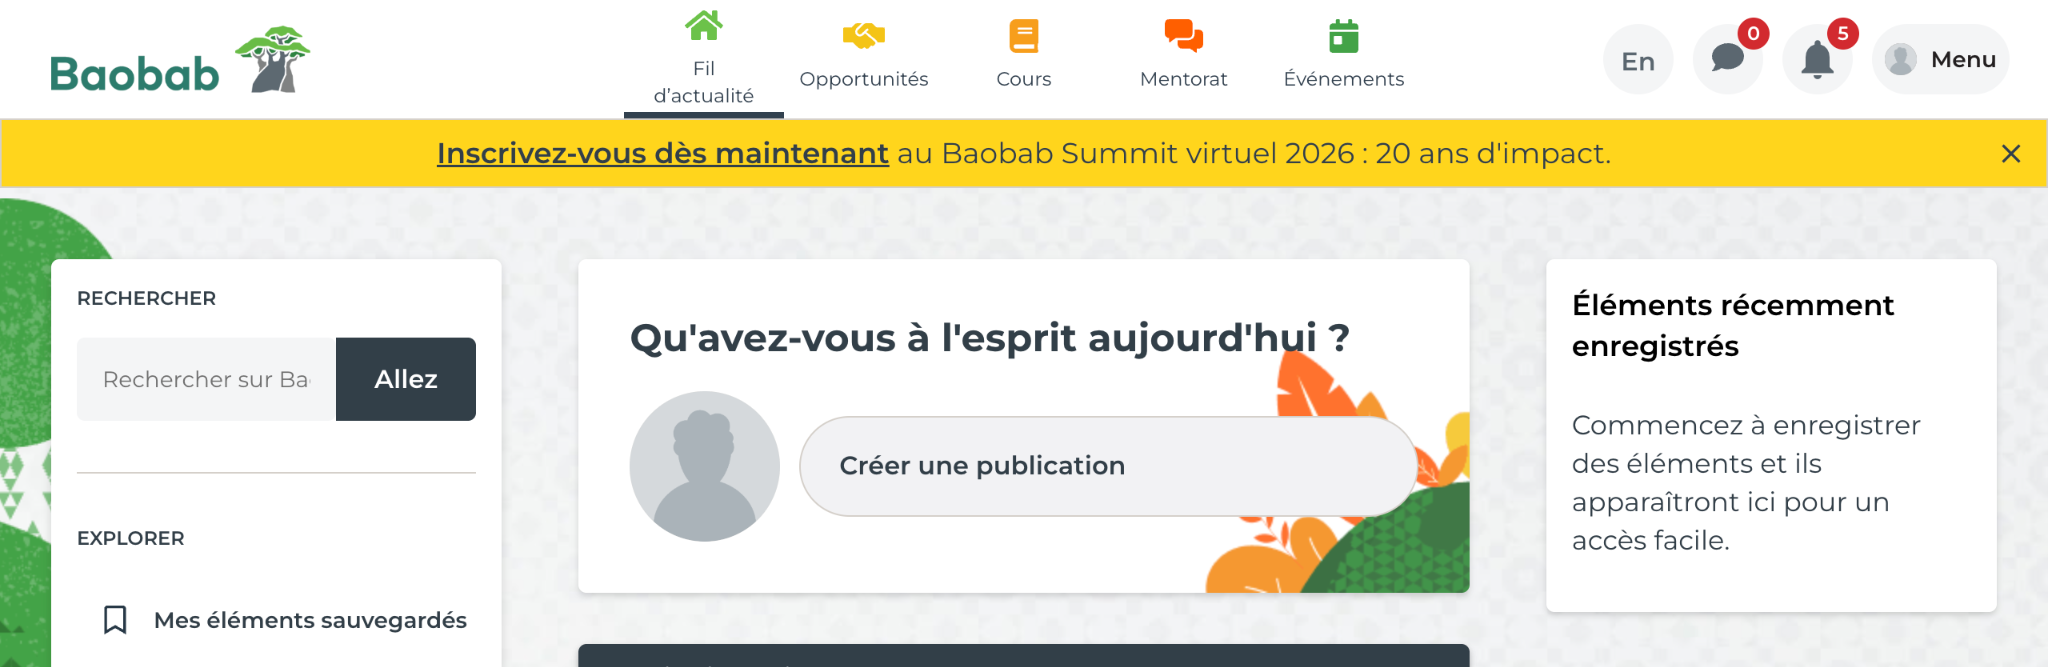 Baobab
Fil
d’actualité
Opportunités
Cours
Mentorat
Événements
En
0
5
Menu
Inscrivez-vous dès maintenant au Baobab Summit virtuel 2026 : 20 ans d'impact.
RECHERCHER
Rechercher sur Ba
Allez
EXPLORER
Mes éléments sauvegardés
Qu'avez-vous à l'esprit aujourd'hui ?
Créer une publication
Éléments récemment
enregistrés
Commencez à enregistrer
des éléments et ils
apparaîtront ici pour un
accès facile.